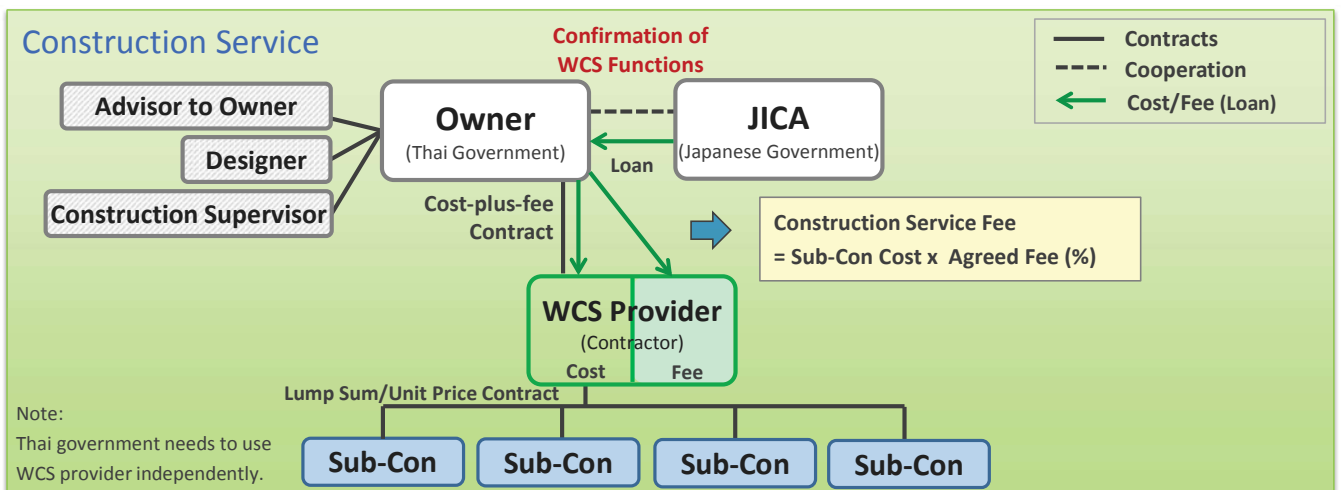 Construction Service
Confirmation of
WCS Functions
Contracts
Cooperation
Cost/Fee (Loan)
Advisor to Owner
Designer
Construction Supervisor
Owner
(Thai Government)
JICA
(Japanese Government)
Loan
Cost-plus-fee
Contract
Construction Service Fee
= Sub-Con Cost x Agreed Fee (%)
WCS Provider
(Contractor)
Cost
Fee
Lump Sum/Unit Price Contract
Note:
Thai government needs to use
WCS provider independently.
Sub-Con
Sub-Con
Sub-Con
Sub-Con